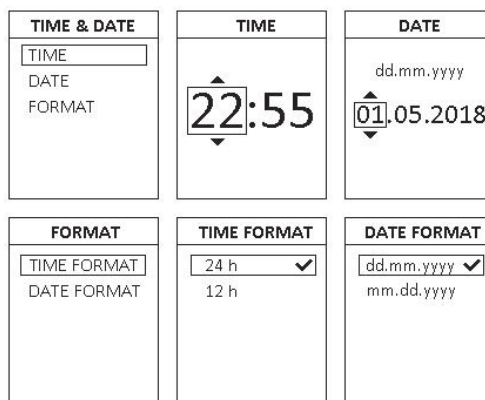 TIME & DATE
TIME
DATE
FORMAT
TIME
22:55
DATE
dd.mm.yyyy
01.05.2018
FORMAT
TIME FORMAT
DATE FORMAT
TIME FORMAT
24 h
12 h
DATE FORMAT
dd.mm.yyyy
mm.dd.yyyy